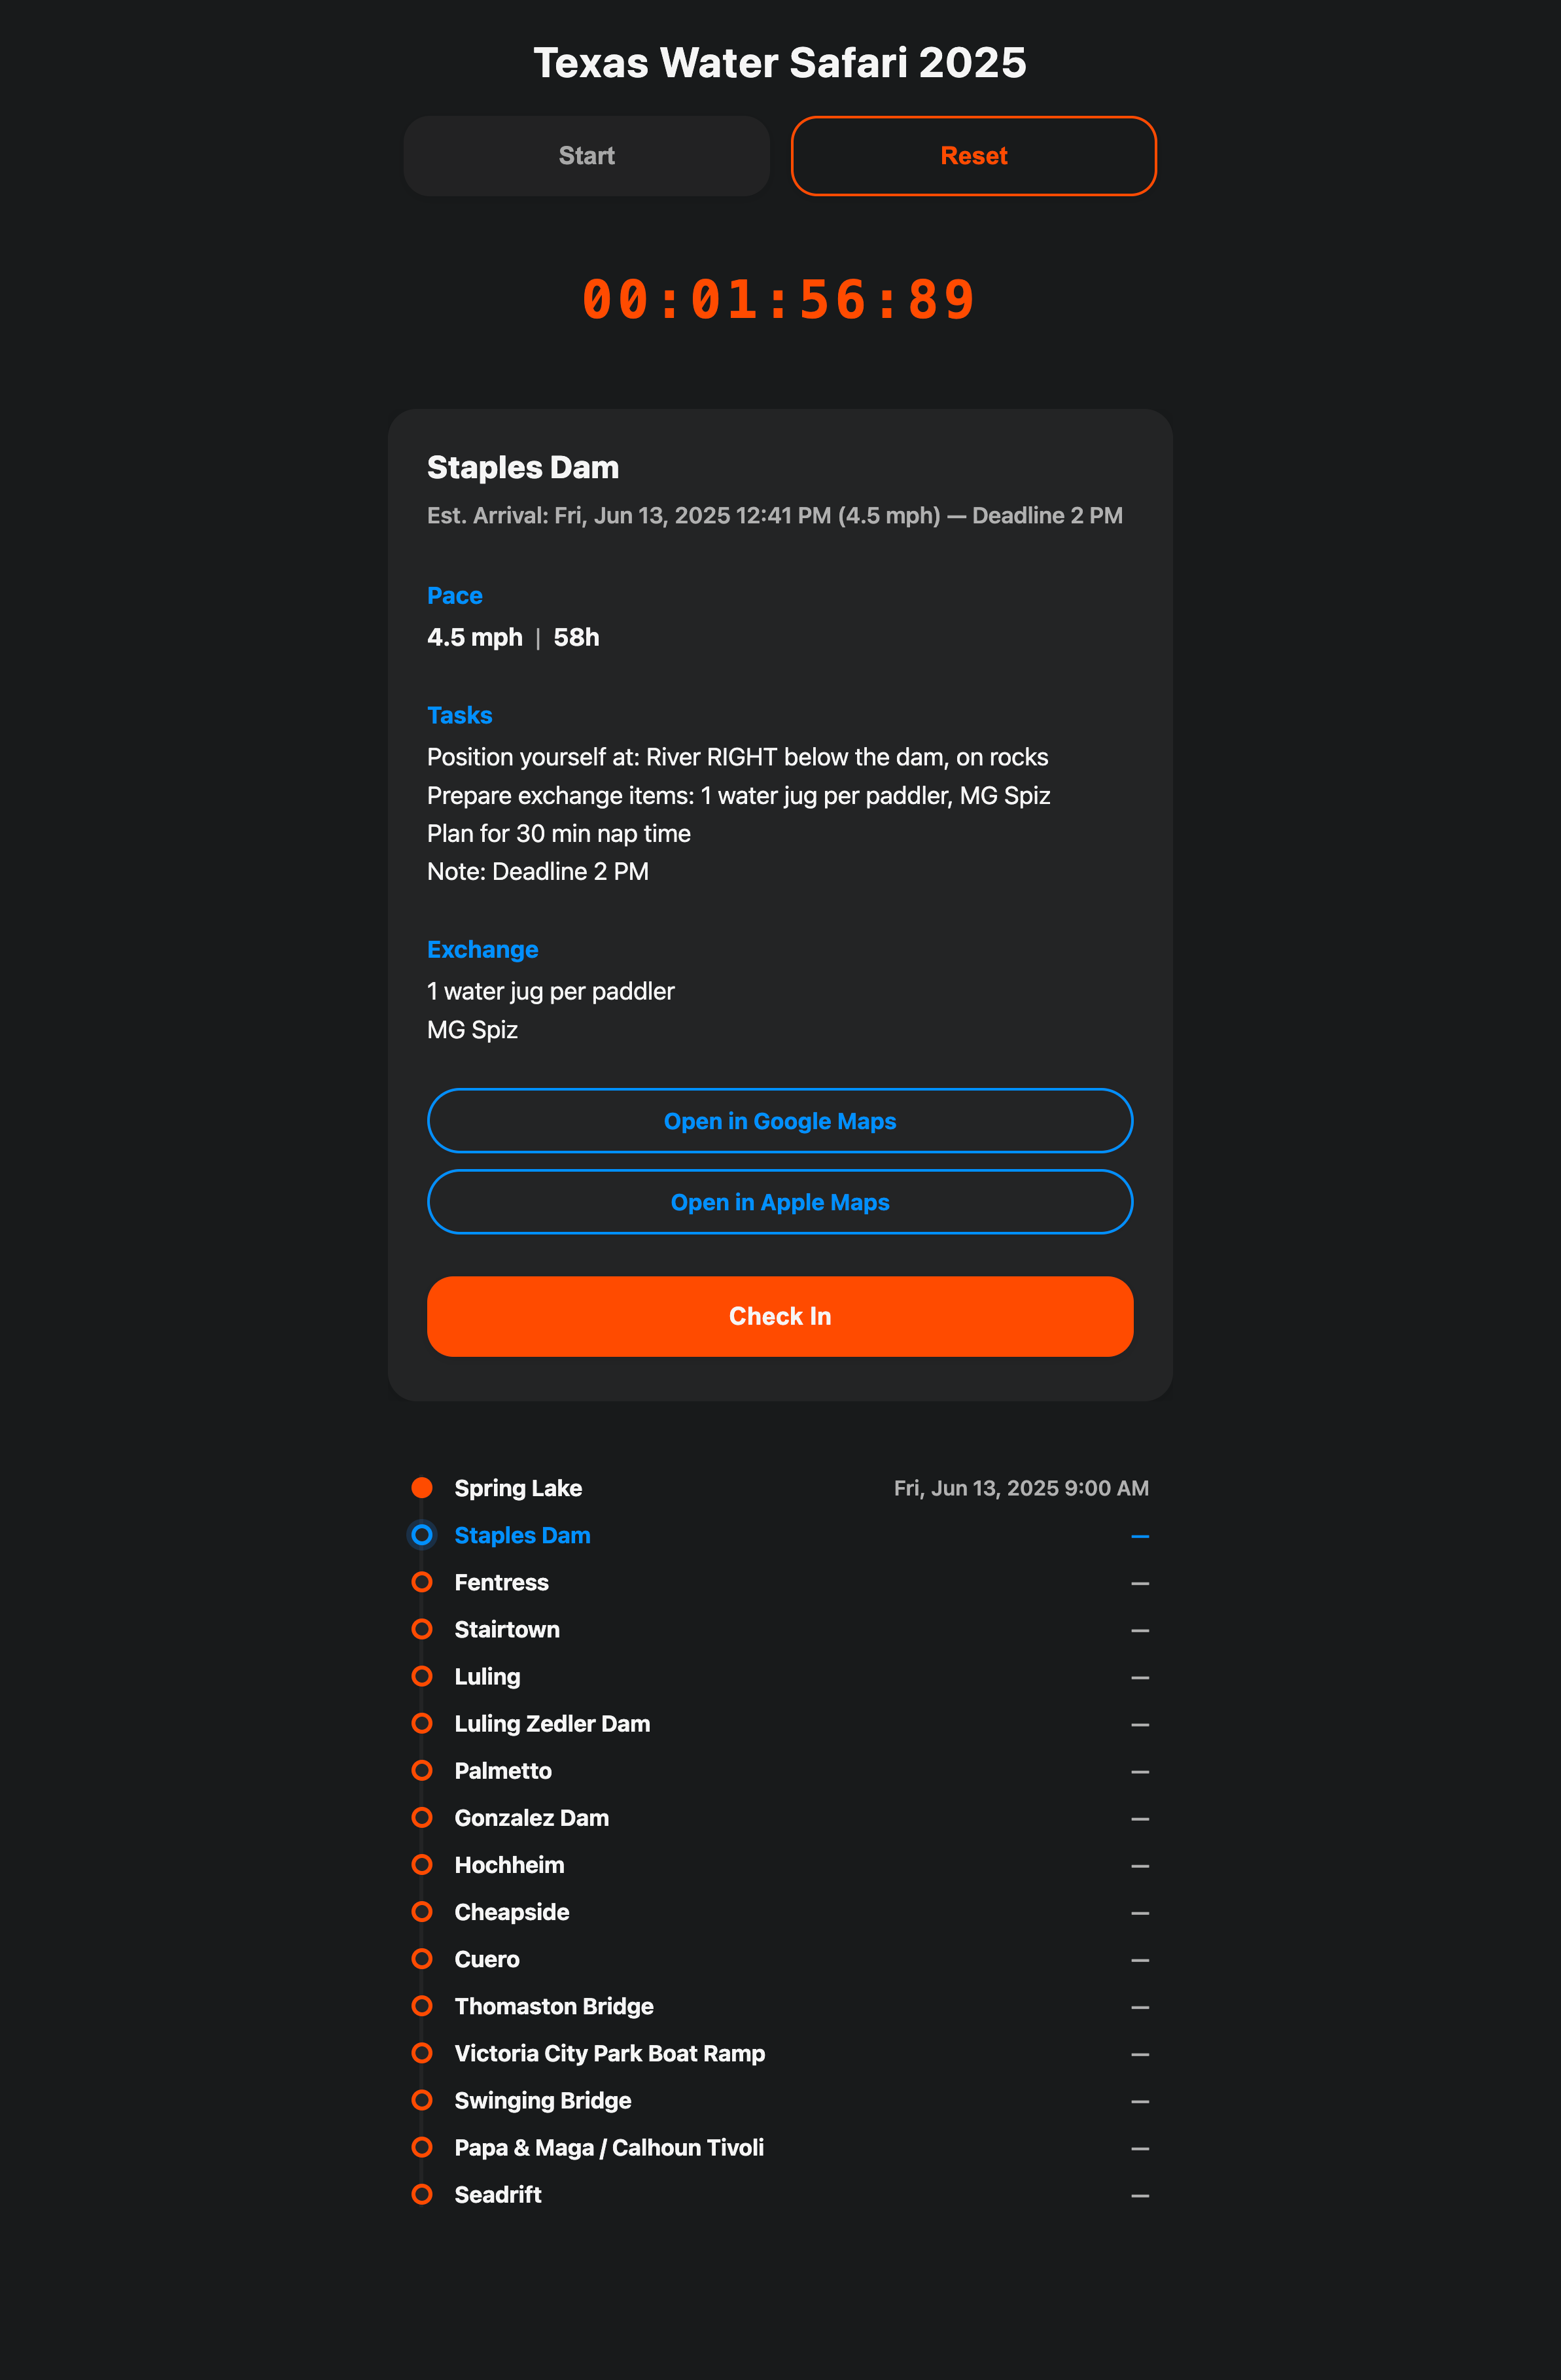 Texas Water Safari 2025
Start
Reset
00:01:56:89
Staples Dam
Est. Arrival: Fri, Jun 13, 2025 12:41 PM (4.5 mph) — Deadline 2 PM
Pace
4.5 mph | 58h
Tasks
Position yourself at: River RIGHT below the dam, on rocks
Prepare exchange items: 1 water jug per paddler, MG Spiz
Plan for 30 min nap time
Note: Deadline 2 PM
Exchange
1 water jug per paddler
MG Spiz
Open in Google Maps
Open in Apple Maps
Check In
Spring Lake Fri, Jun 13, 2025 9:00 AM
Staples Dam —
Fentress —
Stairtown —
Luling —
Luling Zedler Dam —
Palmetto —
Gonzalez Dam —
Hochheim —
Cheapside —
Cuero —
Thomaston Bridge —
Victoria City Park Boat Ramp —
Swinging Bridge —
Papa & Maga / Calhoun Tivoli —
Seadrift —